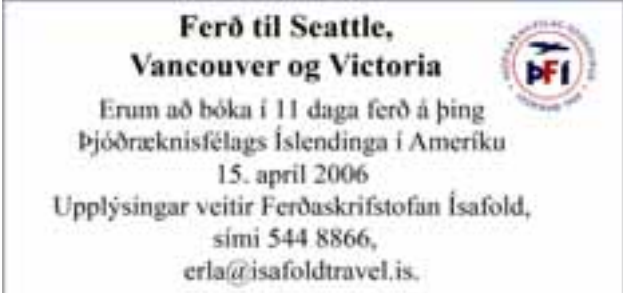 Ferð til Seattle,
Vancouver og Victoria
ÞFÍ
Erum að bóka í 11 daga ferð á þing
Þjóðræknisfélags Íslendinga í Ameríku
15. apríl 2006
Upplýsingar veitir Ferðaskrifstofan Ísafold,
sími 544 8866,
erla@isafoldtravel.is.